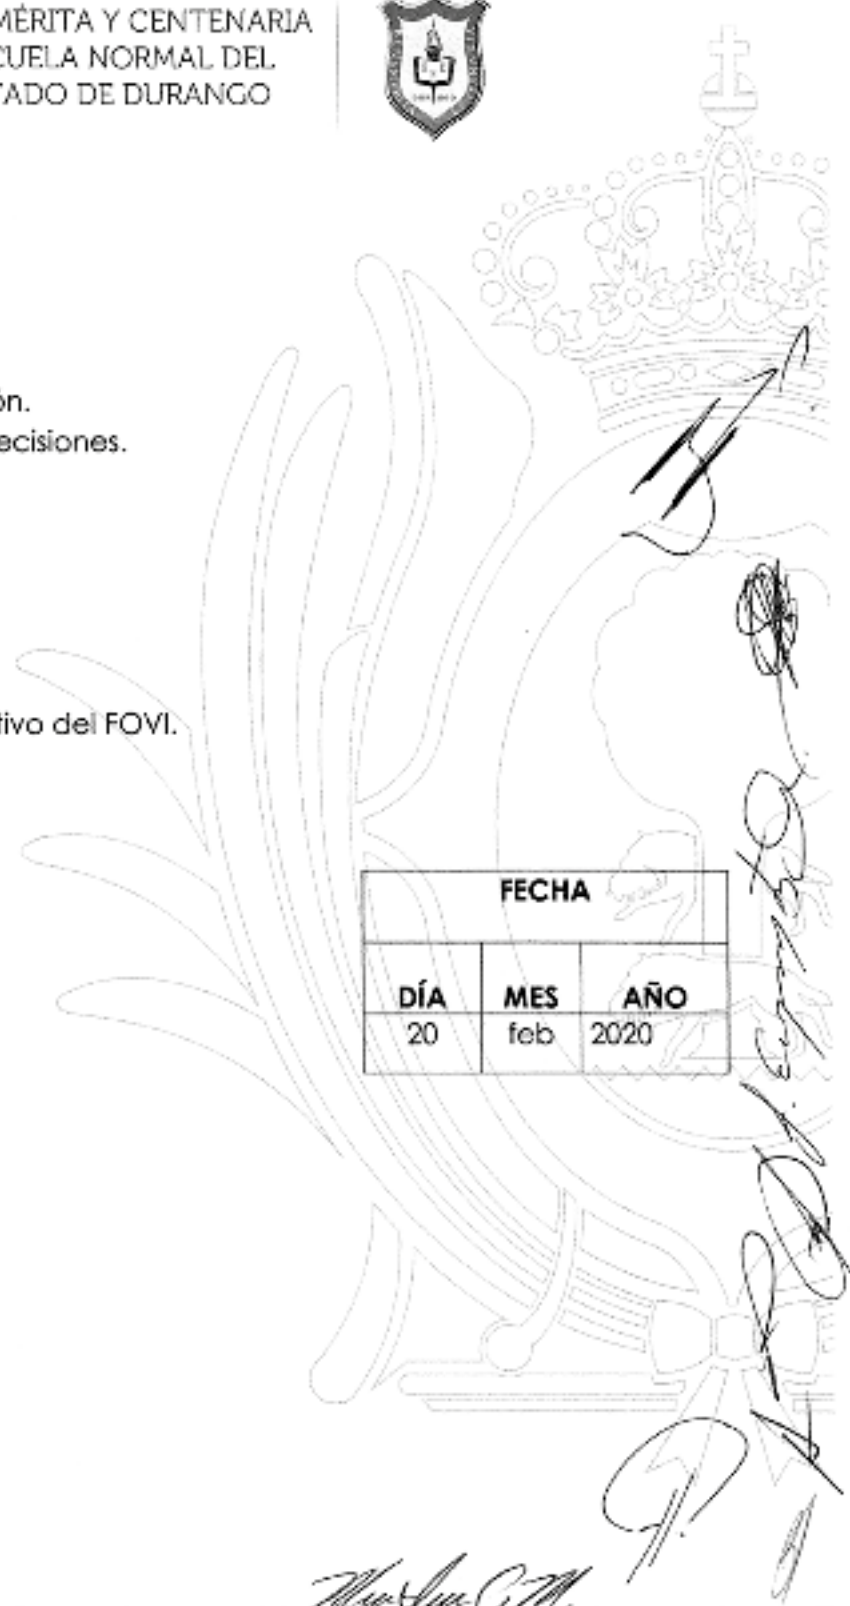 MÉRITA Y CENTENARIA
CUELA NORMAL DEL
TADO DE DURANGO
ón.
ecisiones.
tivo del FOVI.
FECHA
DÍA MES AÑO
20 feb 2020